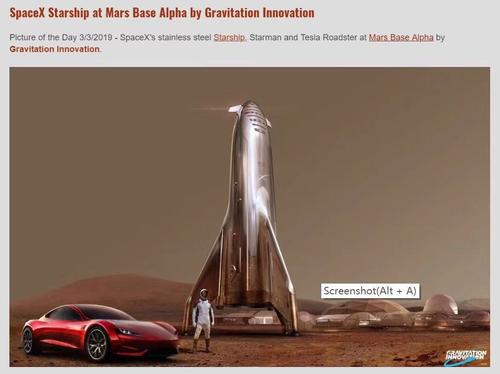 SpaceX Starship at Mars Base Alpha by Gravitation Innovation
Picture of the Day 3/3/2019 - SpaceX's stainless steel Starship, Starman and Tesla Roadster at Mars Base Alpha by
Gravitation Innovation.
Screenshot(Alt + A)
GRAVITATION
INNOVATION